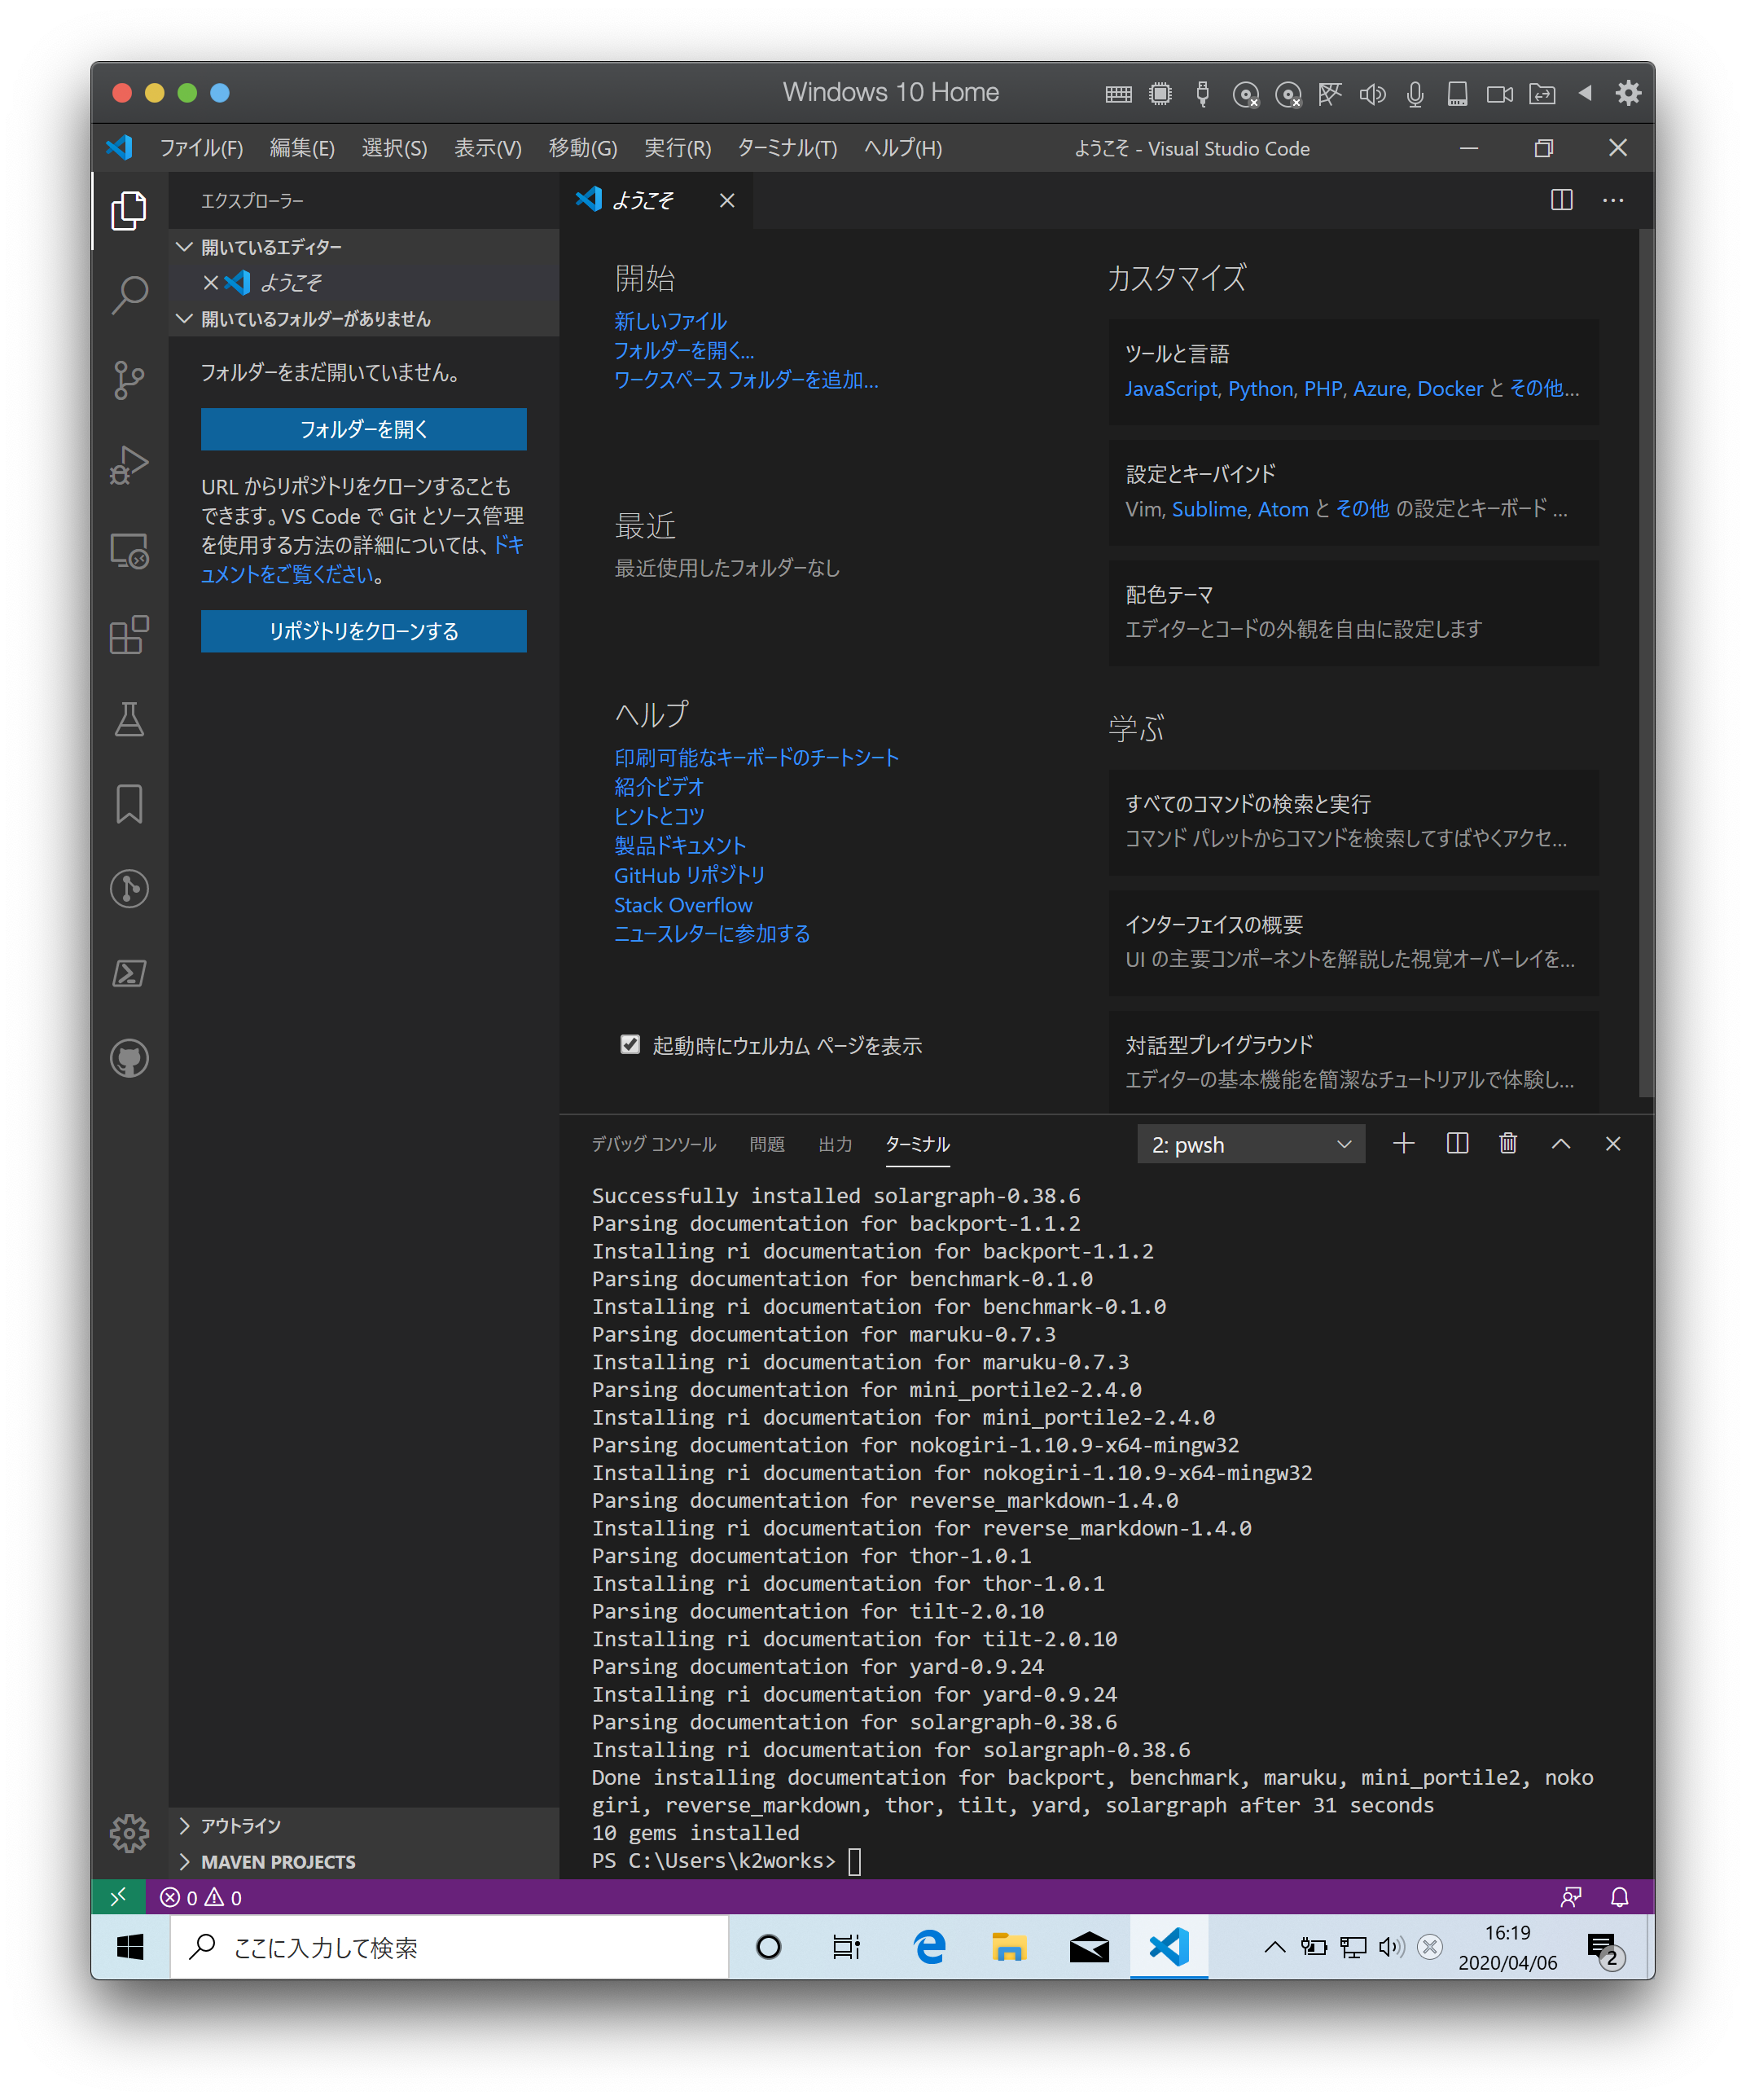 Windows 10 Home
ファイル(F) 編集(E) 選択(S) 表示(V) 移動(G) 実行(R) ターミナル(T) ヘルプ(H) ようこそ - Visual Studio Code
エクスプローラー
開いているエディター
ようこそ
開いているフォルダーがありません
フォルダーをまだ開いていません。
フォルダーを開く
URL からリポジトリをクローンすることも
できます。VS Code で Git とソース管理
を使用する方法の詳細については、ドキ
ュメントをご覧ください。
リポジトリをクローンする
アウトライン
MAVEN PROJECTS
ようこそ
開始
新しいファイル
フォルダーを開く...
ワークスペース フォルダーを追加...
最近
最近使用したフォルダーなし
ヘルプ
印刷可能なキーボードのチートシート
紹介ビデオ
ヒントとコツ
製品ドキュメント
GitHub リポジトリ
Stack Overflow
ニュースレターに参加する
起動時にウェルカム ページを表示
カスタマイズ
ツールと言語
JavaScript, Python, PHP, Azure, Docker と その他...
設定とキーバインド
Vim, Sublime, Atom と その他 の設定とキーボード ...
配色テーマ
エディターとコードの外観を自由に設定します
学ぶ
すべてのコマンドの検索と実行
コマンド パレットからコマンドを検索してすばやくアクセ...
インターフェイスの概要
UI の主要コンポーネントを解説した視覚オーバーレイを...
対話型プレイグラウンド
エディターの基本機能を簡潔なチュートリアルで体験し...
デバッグ コンソール 問題 出力 ターミナル 2: pwsh
Successfully installed solargraph-0.38.6
Parsing documentation for backport-1.1.2
Installing ri documentation for backport-1.1.2
Parsing documentation for benchmark-0.1.0
Installing ri documentation for benchmark-0.1.0
Parsing documentation for maruku-0.7.3
Installing ri documentation for maruku-0.7.3
Parsing documentation for mini_portile2-2.4.0
Installing ri documentation for mini_portile2-2.4.0
Parsing documentation for nokogiri-1.10.9-x64-mingw32
Installing ri documentation for nokogiri-1.10.9-x64-mingw32
Parsing documentation for reverse_markdown-1.4.0
Installing ri documentation for reverse_markdown-1.4.0
Parsing documentation for thor-1.0.1
Installing ri documentation for thor-1.0.1
Parsing documentation for tilt-2.0.10
Installing ri documentation for tilt-2.0.10
Parsing documentation for yard-0.9.24
Installing ri documentation for yard-0.9.24
Parsing documentation for solargraph-0.38.6
Installing ri documentation for solargraph-0.38.6
Done installing documentation for backport, benchmark, maruku, mini_portile2, noko
giri, reverse_markdown, thor, tilt, yard, solargraph after 31 seconds
10 gems installed
PS C:\Users\k2works>
0 0
ここに入力して検索
16:19
2020/04/06
2